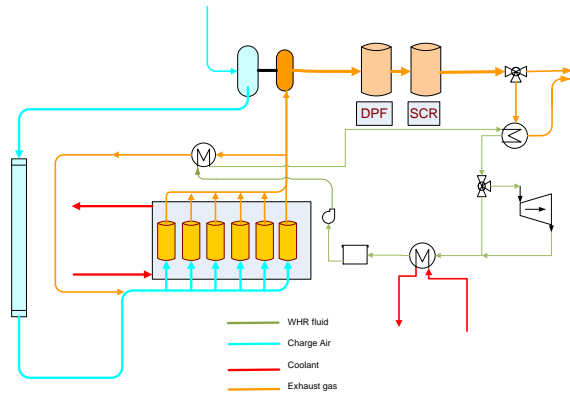 DPF
SCR
WHR fluid
Charge Air
Coolant
Exhaust gas